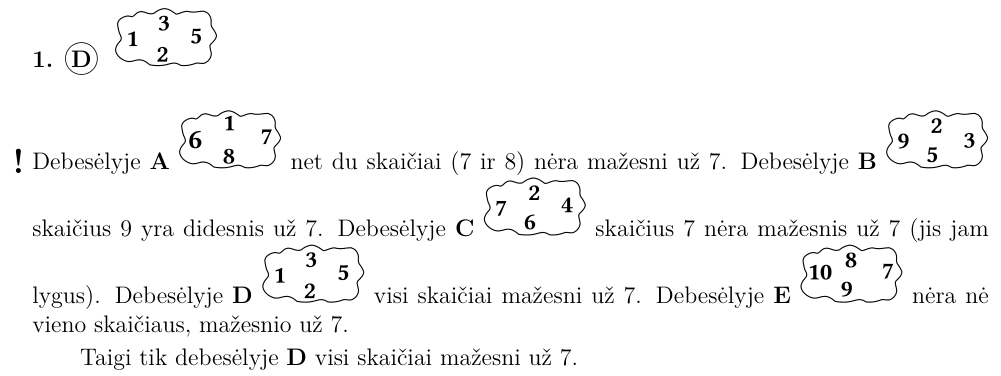 1. D 1 3 5 2
! Debesėlyje A 6 1 7 8 net du skaičiai (7 ir 8) nėra mažesni už 7. Debesėlyje B 9 2 3 5
skaičius 9 yra didesnis už 7. Debesėlyje C 7 2 4 6 skaičius 7 nėra mažesnis už 7 (jis jam
lygus). Debesėlyje D 1 3 5 2 visi skaičiai mažesni už 7. Debesėlyje E 10 8 7 9 nėra nė
vieno skaičiaus, mažesnio už 7.
Taigi tik debesėlyje D visi skaičiai mažesni už 7.